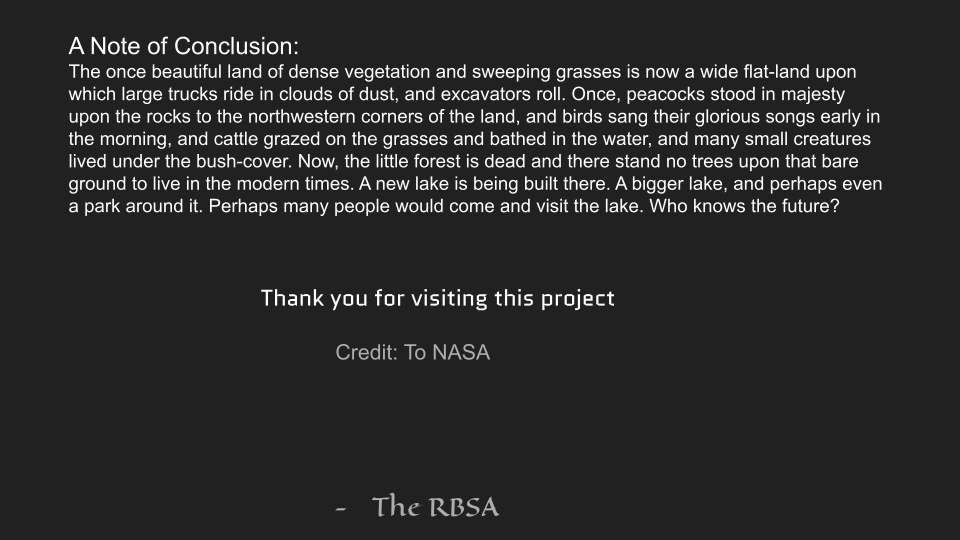 A Note of Conclusion:
The once beautiful land of dense vegetation and sweeping grasses is now a wide flat-land upon
which large trucks ride in clouds of dust, and excavators roll. Once, peacocks stood in majesty
upon the rocks to the northwestern corners of the land, and birds sang their glorious songs early in
the morning, and cattle grazed on the grasses and bathed in the water, and many small creatures
lived under the bush-cover. Now, the little forest is dead and there stand no trees upon that bare
ground to live in the modern times. A new lake is being built there. A bigger lake, and perhaps even
a park around it. Perhaps many people would come and visit the lake. Who knows the future?
Thank you for visiting this project
Credit: To NASA
- The RBSA